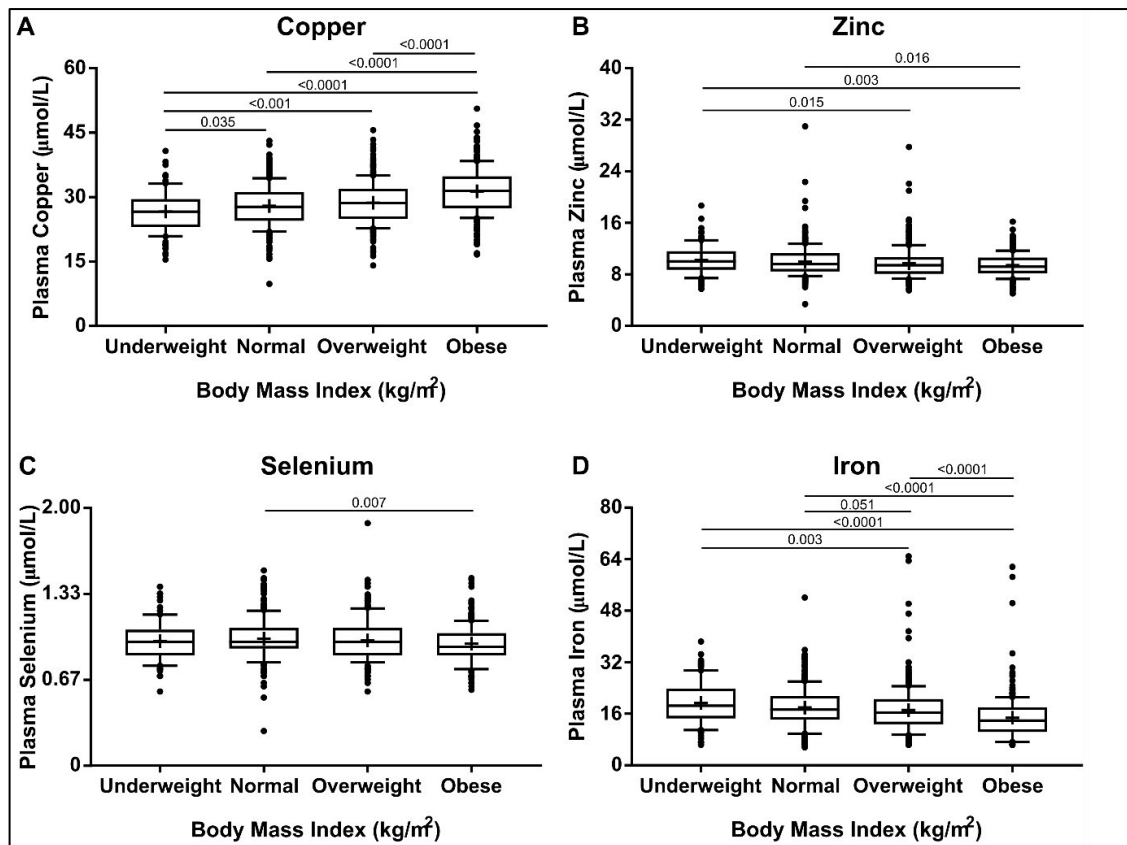 A
Copper
<0.0001
<0.0001
<0.0001
<0.001
0.035
Plasma Copper (μmol/L)
60
45
30
15
0
Underweight Normal Overweight Obese
Body Mass Index (kg/m²)
B
Zinc
0.016
0.003
0.015
Plasma Zinc (μmol/L)
40
32
24
16
8
0
Underweight Normal Overweight Obese
Body Mass Index (kg/m²)
C
Selenium
0.007
Plasma Selenium (μmol/L)
2.00
1.33
0.67
0
Underweight Normal Overweight Obese
Body Mass Index (kg/m²)
D
Iron
<0.0001
<0.0001
0.051
<0.0001
0.003
Plasma Iron (μmol/L)
80
64
48
32
16
0
Underweight Normal Overweight Obese
Body Mass Index (kg/m²)